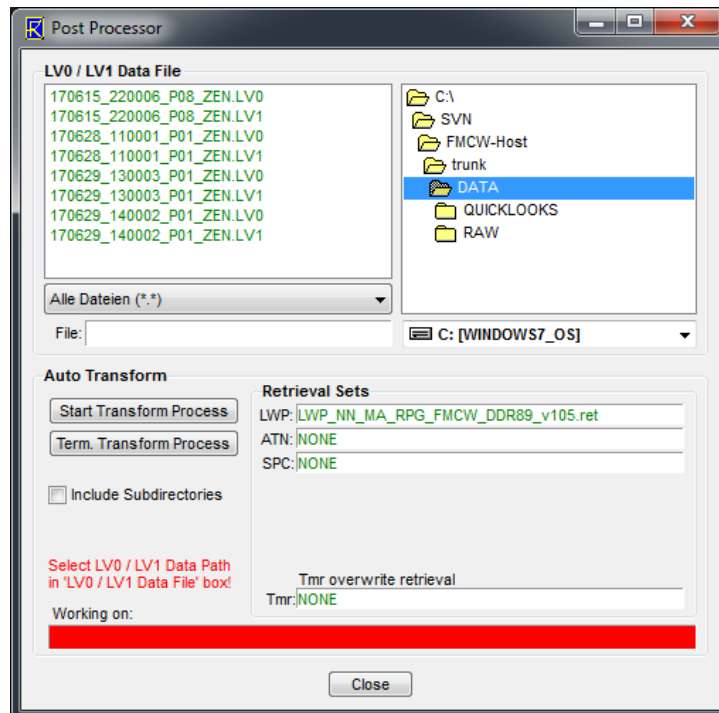 Post Processor
LV0 / LV1 Data File
170615_220006_P08_ZEN.LV0
170615_220006_P08_ZEN.LV1
170628_110001_P01_ZEN.LV0
170628_110001_P01_ZEN.LV1
170629_130003_P01_ZEN.LV0
170629_130003_P01_ZEN.LV1
170629_140002_P01_ZEN.LV0
170629_140002_P01_ZEN.LV1
Alle Dateien (*.*)
File:
C:\
SVN
FMCW-Host
trunk
DATA
QUICKLOOKS
RAW
C: [WINDOWS7_OS]
Auto Transform
Start Transform Process
Term. Transform Process
Include Subdirectories
Select LV0 / LV1 Data Path
in 'LV0 / LV1 Data File' box!
Retrieval Sets
LWP: LWP_NN_MA_RPG_FMCW_DDR89_v105.ret
ATN: NONE
SPC: NONE
Tmr overwrite retrieval
Tmr: NONE
Working on:
Close